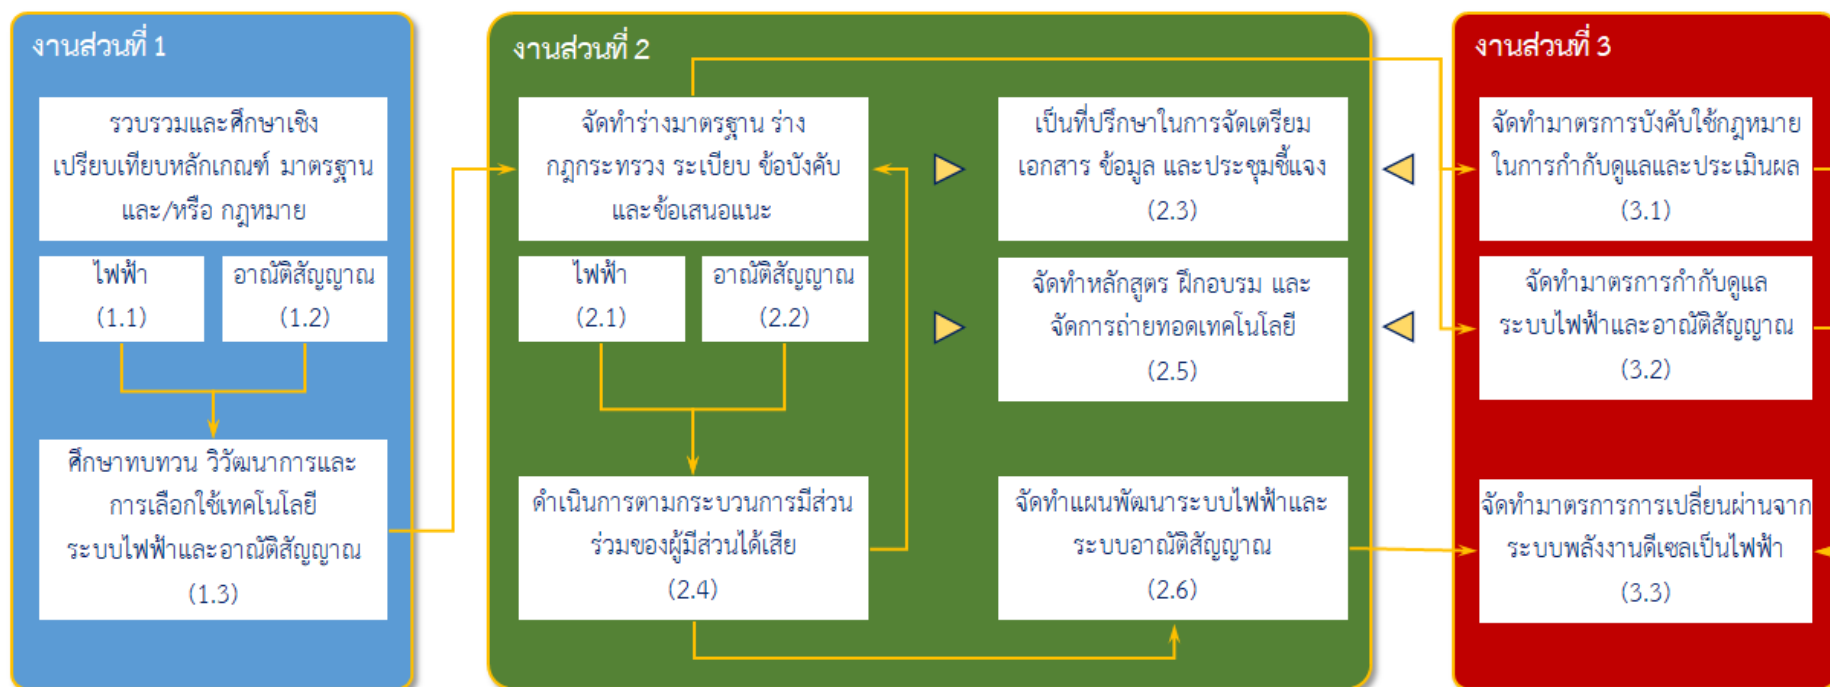 งานส่วนที่ 1
รวบรวมและศึกษาเชิง
เปรียบเทียบหลักเกณฑ์ มาตรฐาน
และ/หรือ กฎหมาย
ไฟฟ้า
(1.1)
อาณัติสัญญาณ
(1.2)
ศึกษาทบทวน วิวัฒนาการและ
การเลือกใช้เทคโนโลยี
ระบบไฟฟ้าและอาณัติสัญญาณ
(1.3)
งานส่วนที่ 2
จัดทำร่างมาตรฐาน ร่าง
กฎกระทรวง ระเบียบ ข้อบังคับ
และข้อเสนอแนะ
ไฟฟ้า
(2.1)
อาณัติสัญญาณ
(2.2)
ดำเนินการตามกระบวนการมีส่วน
ร่วมของผู้มีส่วนได้เสีย
(2.4)
เป็นที่ปรึกษาในการจัดเตรียม
เอกสาร ข้อมูล และประชุมชี้แจง
(2.3)
จัดทำหลักสูตร ฝึกอบรม และ
จัดการถ่ายทอดเทคโนโลยี
(2.5)
จัดทำแผนพัฒนาระบบไฟฟ้าและ
ระบบอาณัติสัญญาณ
(2.6)
งานส่วนที่ 3
จัดทำมาตรการบังคับใช้กฎหมาย
ในการกำกับดูแลและประเมินผล
(3.1)
จัดทำมาตรการกำกับดูแล
ระบบไฟฟ้าและอาณัติสัญญาณ
(3.2)
จัดทำมาตรการการเปลี่ยนผ่านจาก
ระบบพลังงานดีเซลเป็นไฟฟ้า
(3.3)